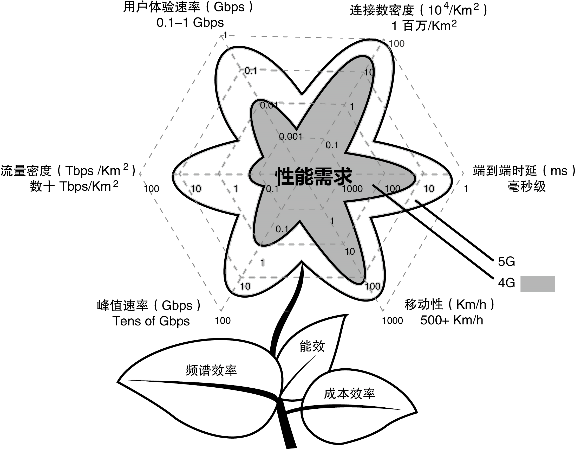 用户体验速率（Gbps）
0.1–1 Gbps
连接数密度（10⁴/Km²）
1 百万/Km²
1
100
0.1
10
0.01
1
0.001
0.1
流量密度（Tbps /Km²）
数十 Tbps/Km²
100
10
1
性能需求
1000
100
10
1
端到端时延（ms）
毫秒级
0.1
1
1
10
10
100
100
1000
5G
4G
峰值速率（Gbps）
Tens of Gbps
移动性（Km/h）
500+ Km/h
能效
频谱效率
成本效率